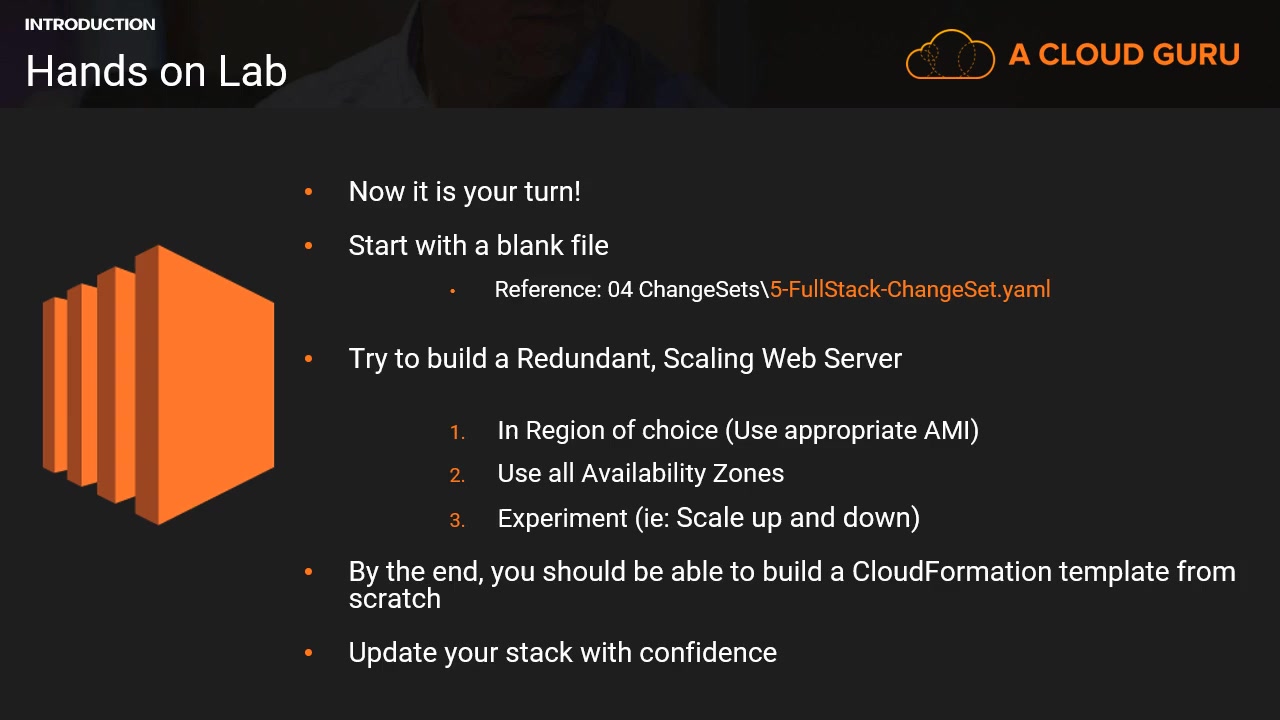 INTRODUCTION
Hands on Lab
A CLOUD GURU
• Now it is your turn!
• Start with a blank file
• Reference: 04 ChangeSets\5-FullStack-ChangeSet.yaml
• Try to build a Redundant, Scaling Web Server
1. In Region of choice (Use appropriate AMI)
2. Use all Availability Zones
3. Experiment (ie: Scale up and down)
• By the end, you should be able to build a CloudFormation template from
scratch
• Update your stack with confidence